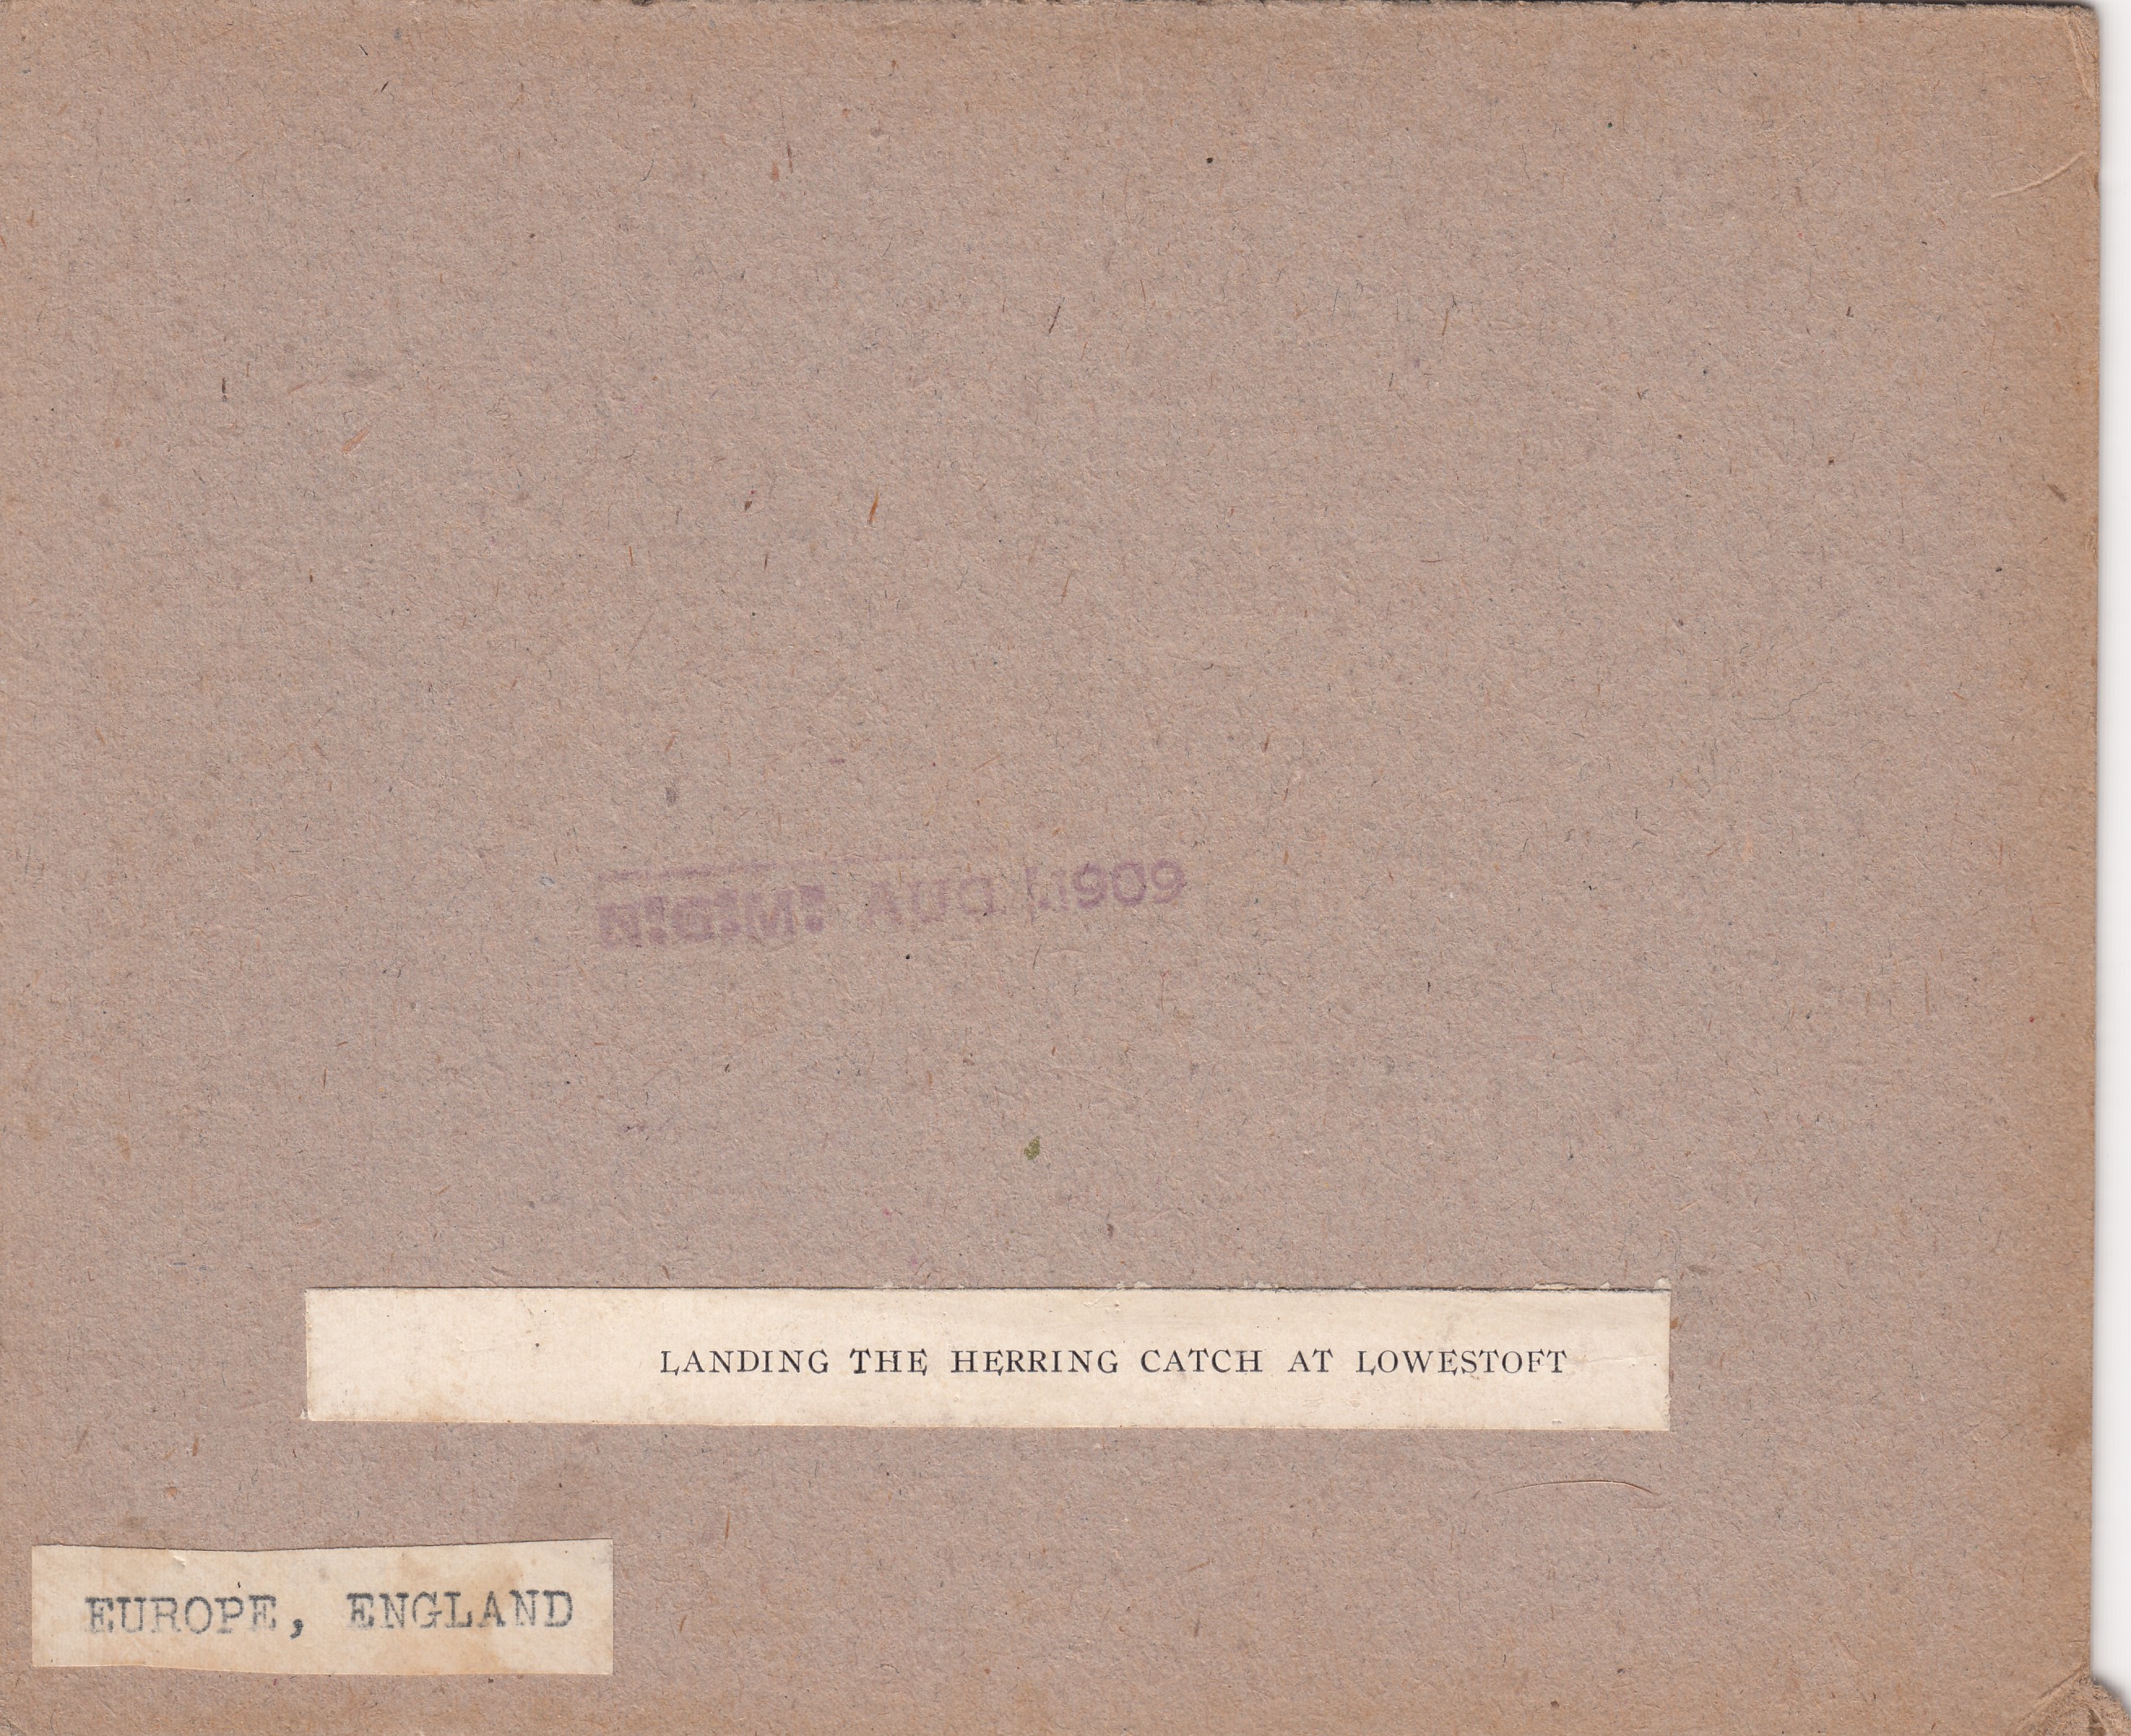 AUG 1909
LANDING THE HERRING CATCH AT LOWESTOFT
EUROPE, ENGLAND